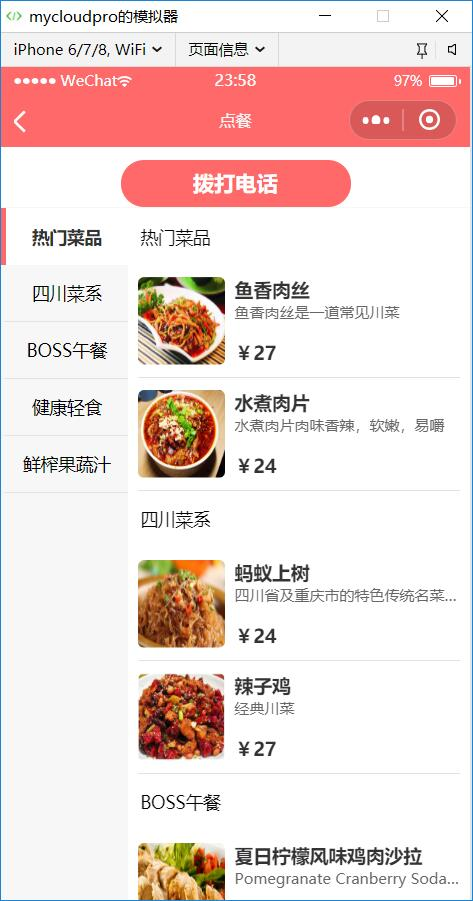 mycloudpro的模拟器
iPhone 6/7/8, WiFi 页面信息
WeChat 23:58 97%
点餐
拨打电话
热门菜品
四川菜系
BOSS午餐
健康轻食
鲜榨果蔬汁
热门菜品
鱼香肉丝
鱼香肉丝是一道常见川菜
￥27
水煮肉片
水煮肉片肉味香辣，软嫩，易嚼
￥24
四川菜系
蚂蚁上树
四川省及重庆市的特色传统名菜...
￥24
辣子鸡
经典川菜
￥27
BOSS午餐
夏日柠檬风味鸡肉沙拉
Pomegranate Cranberry Soda...